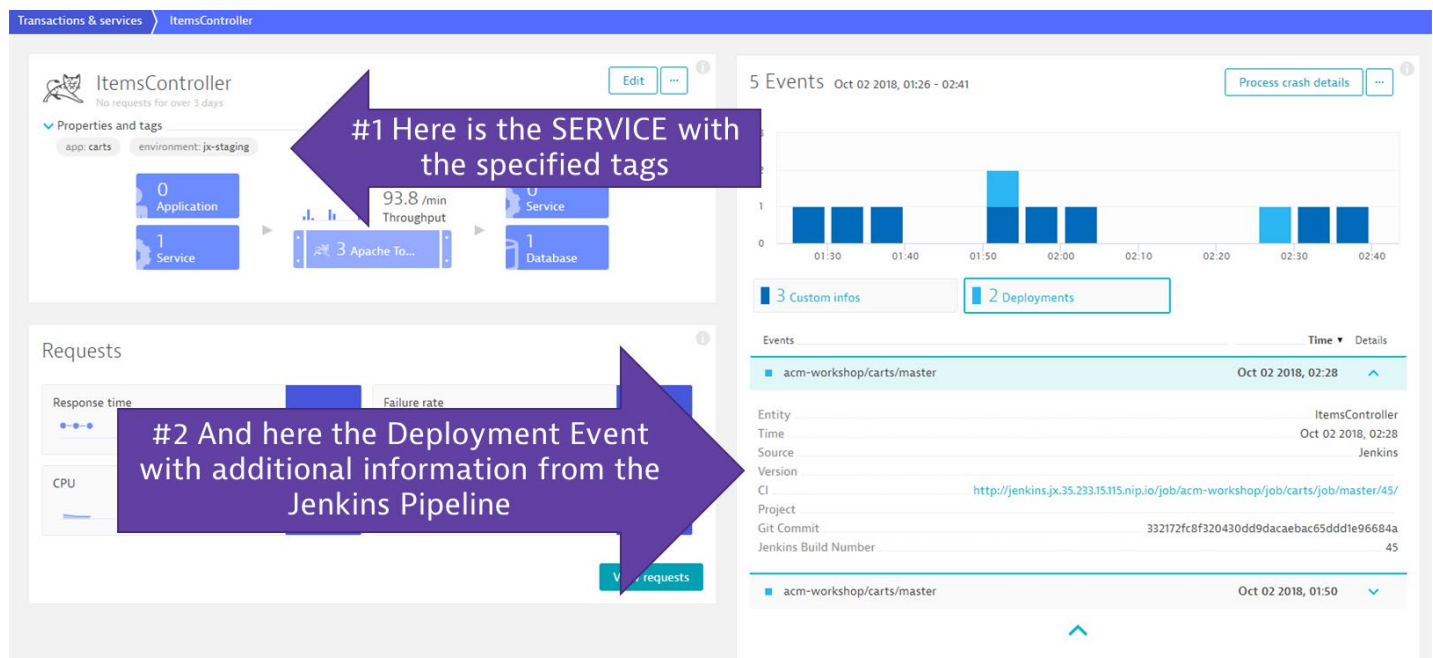 Transactions & services
ItemsController
ItemsController
No requests for over 3 days
Edit
...
Properties and tags
app: carts
environment: jx-staging
#1 Here is the SERVICE with
the specified tags
0
Application
1
Service
93.8 /min
Throughput
3 Apache To...
Service
1
Database
Requests
Response time
Failure rate
CPU
#2 And here the Deployment Event
with additional information from the
Jenkins Pipeline
requests
5 Events Oct 02 2018, 01:26 - 02:41
Process crash details
...
2
1
0
01:30 01:40 01:50 02:00 02:10 02:20 02:30 02:40
3 Custom infos
2 Deployments
Events Time ▼ Details
acm-workshop/carts/master Oct 02 2018, 02:28
Entity ItemsController
Time Oct 02 2018, 02:28
Source Jenkins
Version
CI http://jenkins.jx.35.233.15.115.nip.io/job/acm-workshop/job/carts/job/master/45/
Project
Git Commit 332172fc8f320430dd9dacaebac65ddd1e96684a
Jenkins Build Number 45
acm-workshop/carts/master Oct 02 2018, 01:50